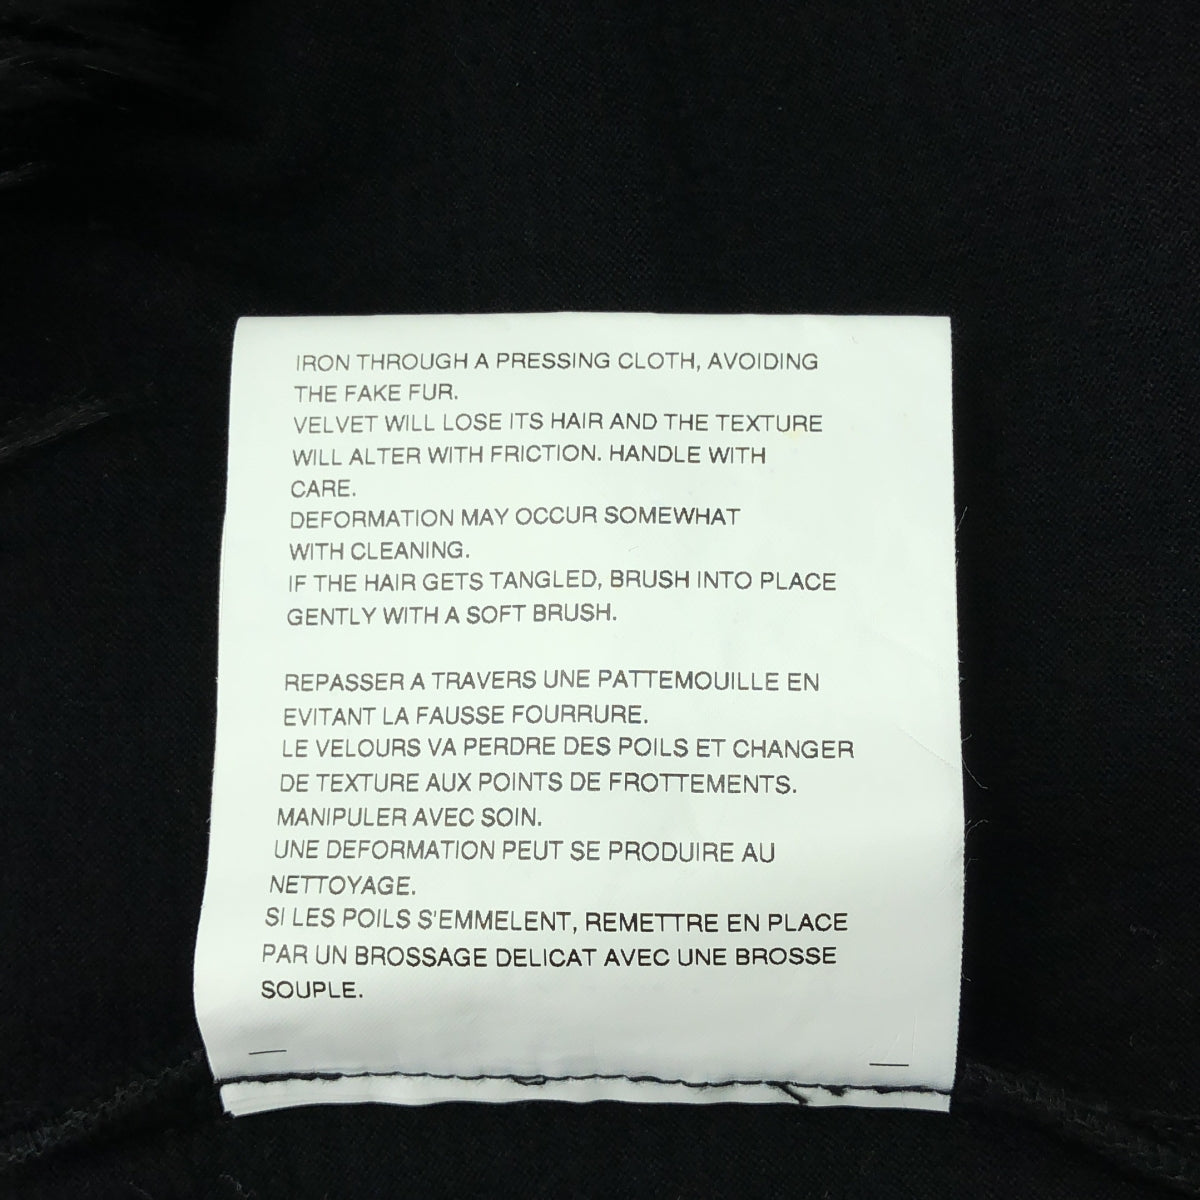 IRON THROUGH A PRESSING CLOTH, AVOIDING
THE FAKE FUR.
VELVET WILL LOSE ITS HAIR AND THE TEXTURE
WILL ALTER WITH FRICTION. HANDLE WITH
CARE.
DEFORMATION MAY OCCUR SOMEWHAT
WITH CLEANING.
IF THE HAIR GETS TANGLED, BRUSH INTO PLACE
GENTLY WITH A SOFT BRUSH.
REPASSER A TRAVERS UNE PATTEMOUILLE EN
EVITANT LA FAUSSE FOURRURE.
LE VELOURS VA PERDRE DES POILS ET CHANGER
DE TEXTURE AUX POINTS DE FROTTEMENTS.
MANIPULER AVEC SOIN.
UNE DEFORMATION PEUT SE PRODUIRE AU
NETTOYAGE.
SI LES POILS S'EMMELENT, REMETTRE EN PLACE
PAR UN BROSSAGE DELICAT AVEC UNE BROSSE
SOUPLE.